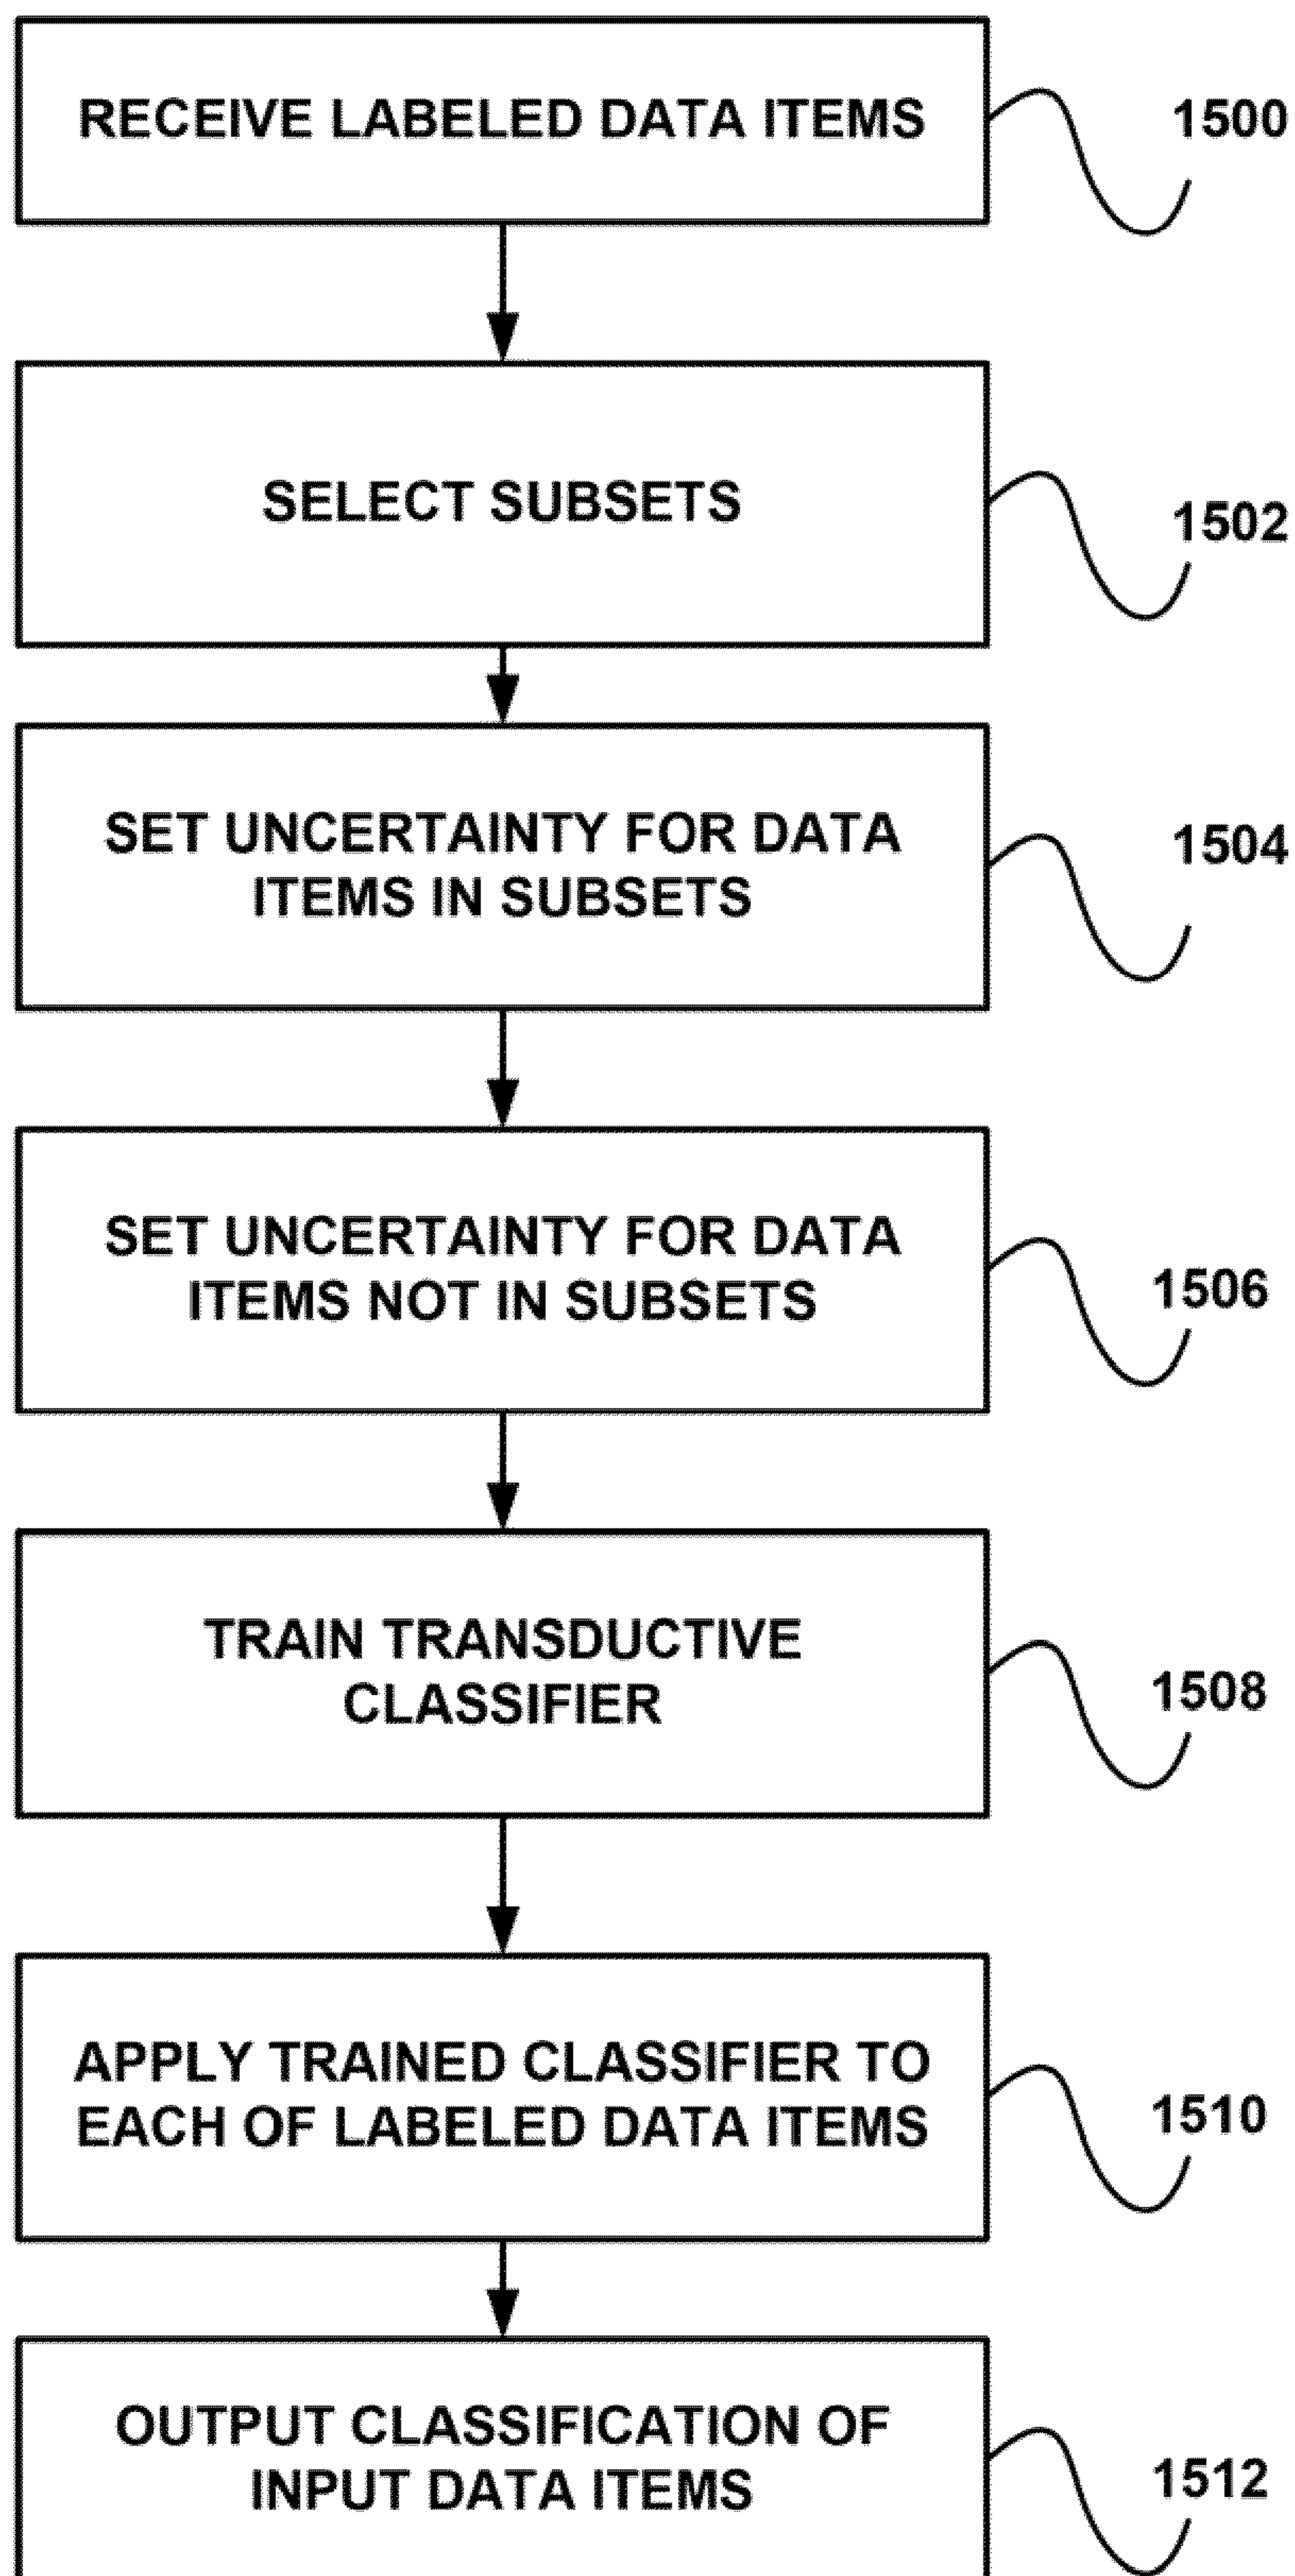 RECEIVE LABELED DATA ITEMS
1500
SELECT SUBSETS
1502
SET UNCERTAINTY FOR DATA
ITEMS IN SUBSETS
1504
SET UNCERTAINTY FOR DATA
ITEMS NOT IN SUBSETS
1506
TRAIN TRANSDUCTIVE
CLASSIFIER
1508
APPLY TRAINED CLASSIFIER TO
EACH OF LABELED DATA ITEMS
1510
OUTPUT CLASSIFICATION OF
INPUT DATA ITEMS
1512